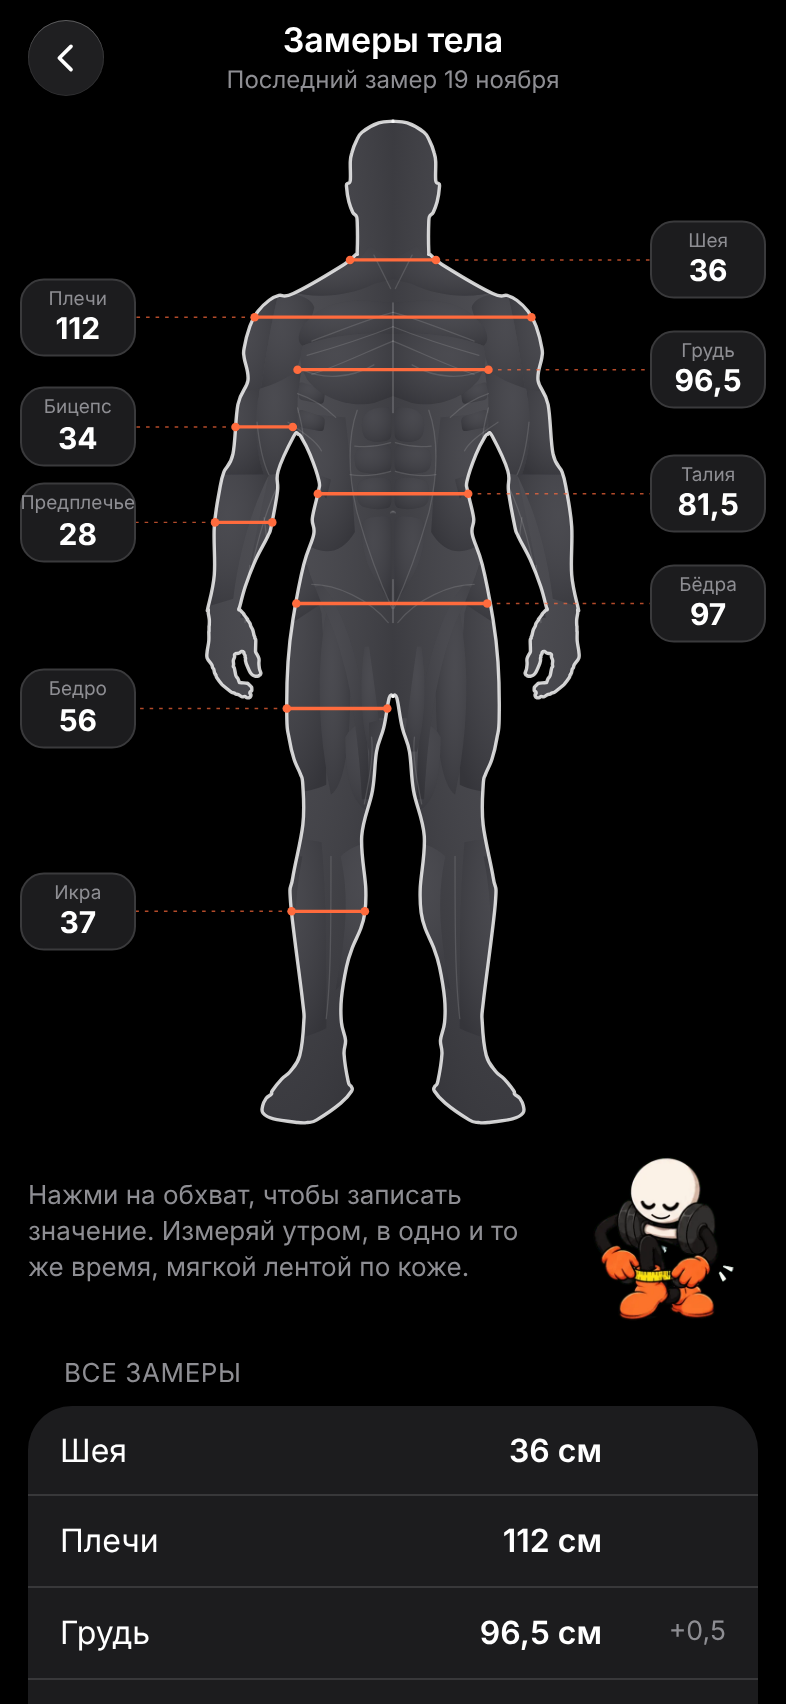 Замеры тела
Последний замер 19 ноября
Шея
36
Плечи
112
Грудь
96,5
Бицепс
34
Талия
81,5
Предплечье
28
Бёдра
97
Бедро
56
Икра
37
Нажми на обхват, чтобы записать
значение. Измеряй утром, в одно и то
же время, мягкой лентой по коже.
ВСЕ ЗАМЕРЫ
Шея 36 см
Плечи 112 см
Грудь 96,5 см +0,5